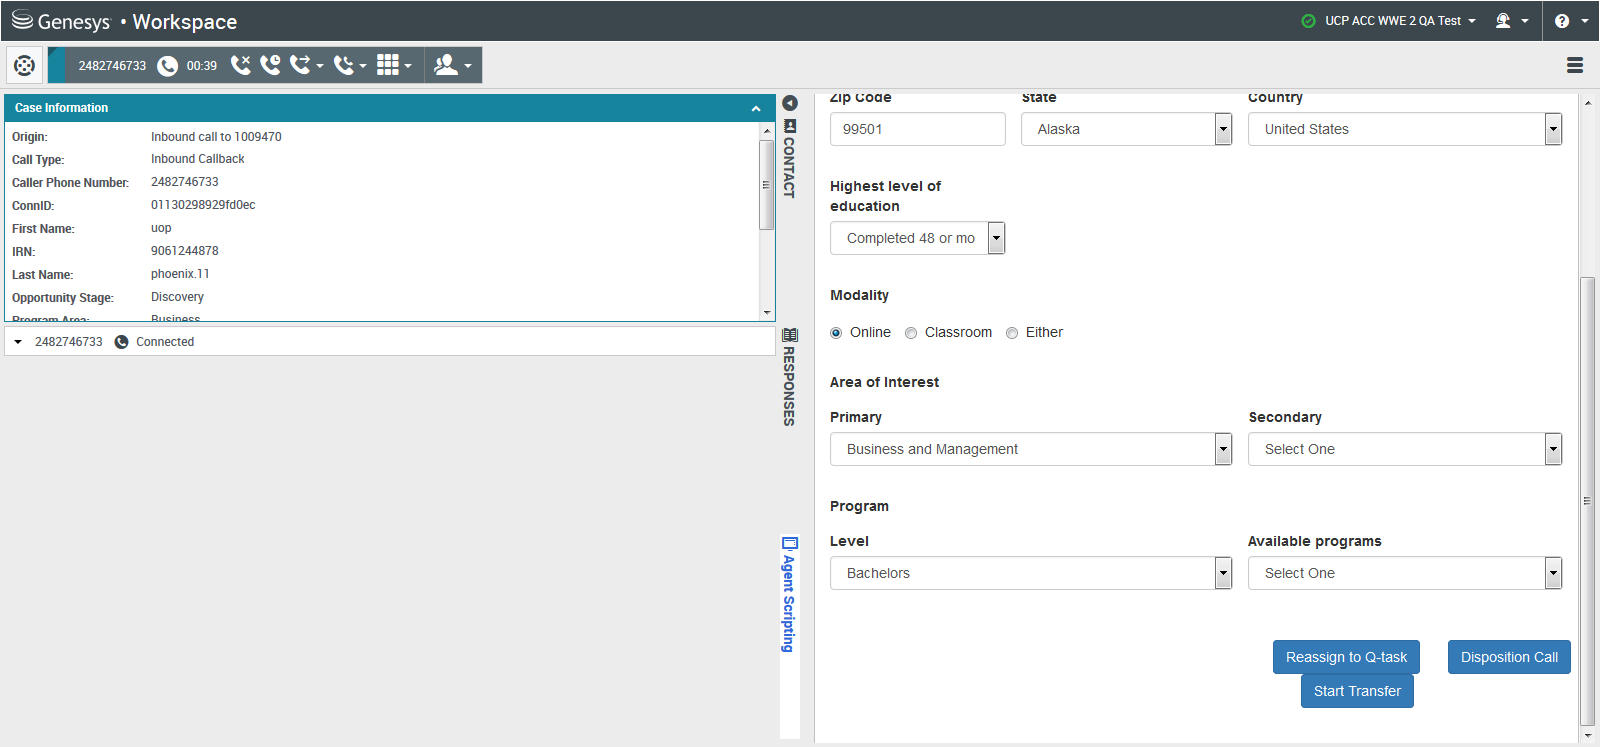 Genesys • Workspace
UCP ACC WWE 2 QA Test
2482746733 00:39
Case Information
Origin: Inbound call to 1009470
Call Type: Inbound Callback
Caller Phone Number: 2482746733
ConnID: 01130298929fd0ec
First Name: uop
IRN: 9061244878
Last Name: phoenix.11
Opportunity Stage: Discovery
Program Area: Business
2482746733 Connected
CONTACT
RESPONSES
Agent Scripting
Zip Code State Country
99501 Alaska United States
Highest level of
education
Completed 48 or mo
Modality
Online Classroom Either
Area of Interest
Primary Secondary
Business and Management Select One
Program
Level Available programs
Bachelors Select One
Reassign to Q-task Disposition Call
Start Transfer